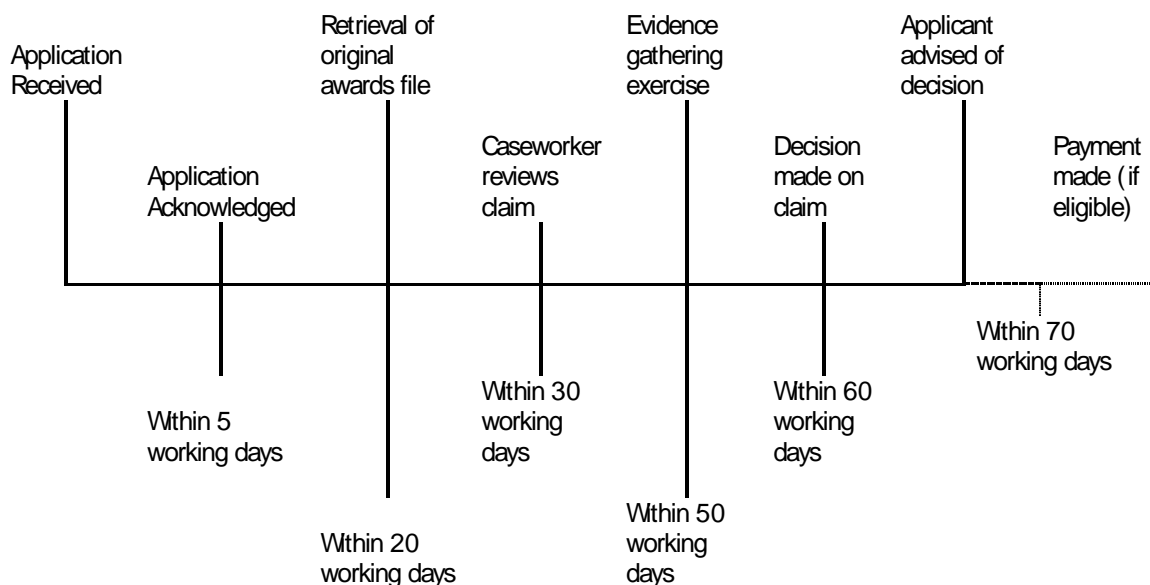 Application
Received
Retrieval of
original
awards file
Evidence
gathering
exercise
Applicant
advised of
decision
Application
Acknowledged
Caseworker
reviews
claim
Decision
made on
claim
Payment
made (if
eligible)
Within 5
working days
Within 20
working days
Within 30
working
days
Within 50
working
days
Within 60
working
days
Within 70
working days